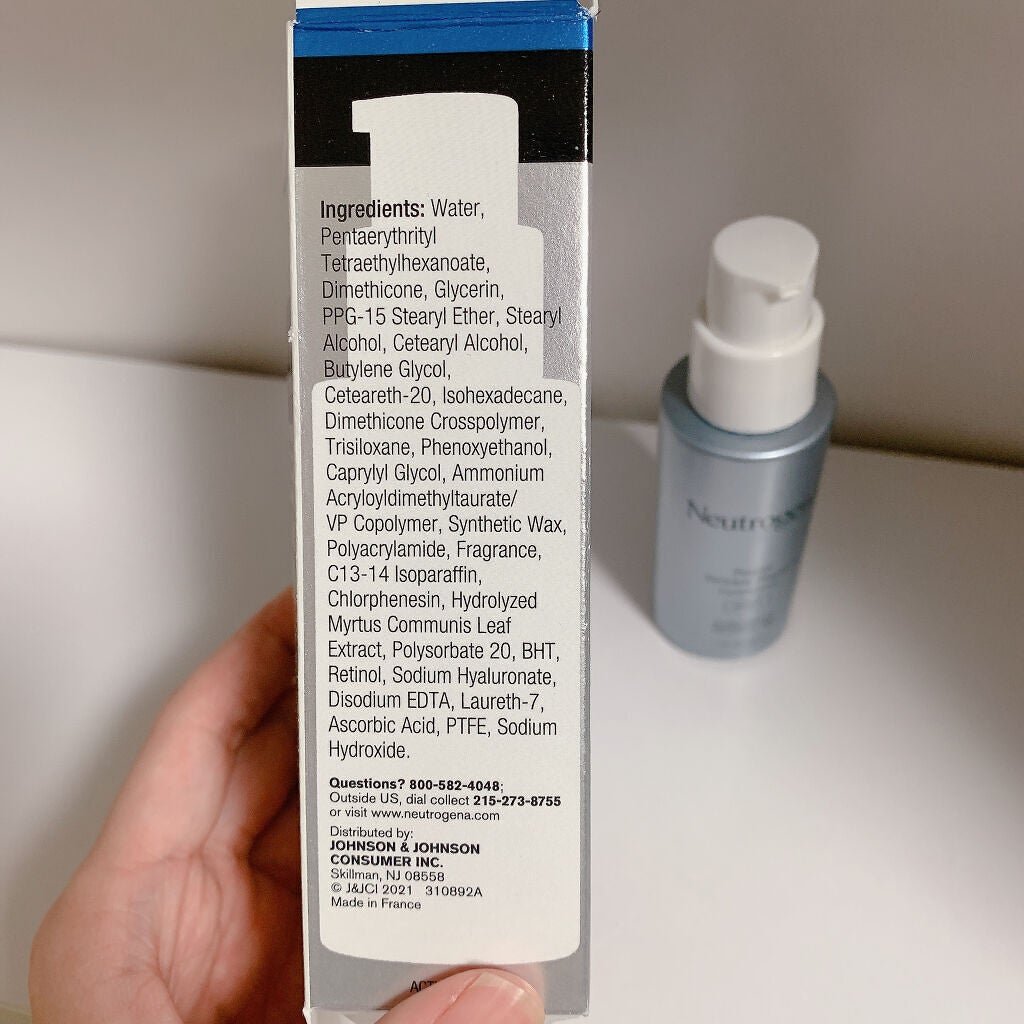 Ingredients: Water,
Pentaerythrityl
Tetraethylhexanoate,
Dimethicone, Glycerin,
PPG-15 Stearyl Ether, Stearyl
Alcohol, Cetearyl Alcohol,
Butylene Glycol,
Ceteareth-20, Isohexadecane,
Dimethicone Crosspolymer,
Trisiloxane, Phenoxyethanol,
Caprylyl Glycol, Ammonium
Acryloyldimethyltaurate/
VP Copolymer, Synthetic Wax,
Polyacrylamide, Fragrance,
C13-14 Isoparaffin,
Chlorphenesin, Hydrolyzed
Myrtus Communis Leaf
Extract, Polysorbate 20, BHT,
Retinol, Sodium Hyaluronate,
Disodium EDTA, Laureth-7,
Ascorbic Acid, PTFE, Sodium
Hydroxide.
Questions? 800-582-4048;
Outside US, dial collect 215-273-8755
or visit www.neutrogena.com
Distributed by:
JOHNSON & JOHNSON
CONSUMER INC.
Skillman, NJ 08558
© J&JCI 2021 310892A
Made in France
Neutrogena